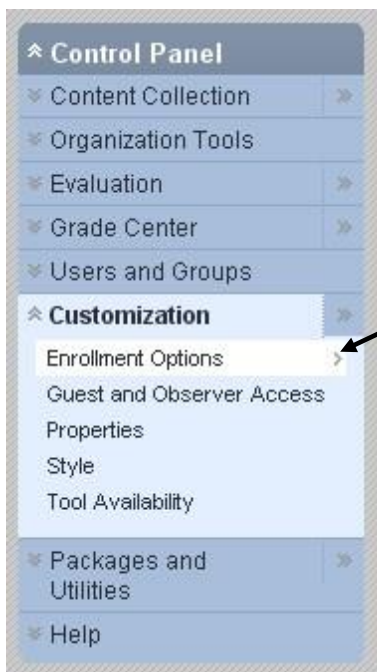 Control Panel
Content Collection
Organization Tools
Evaluation
Grade Center
Users and Groups
Customization
Enrollment Options
Guest and Observer Access
Properties
Style
Tool Availability
Packages and
Utilities
Help